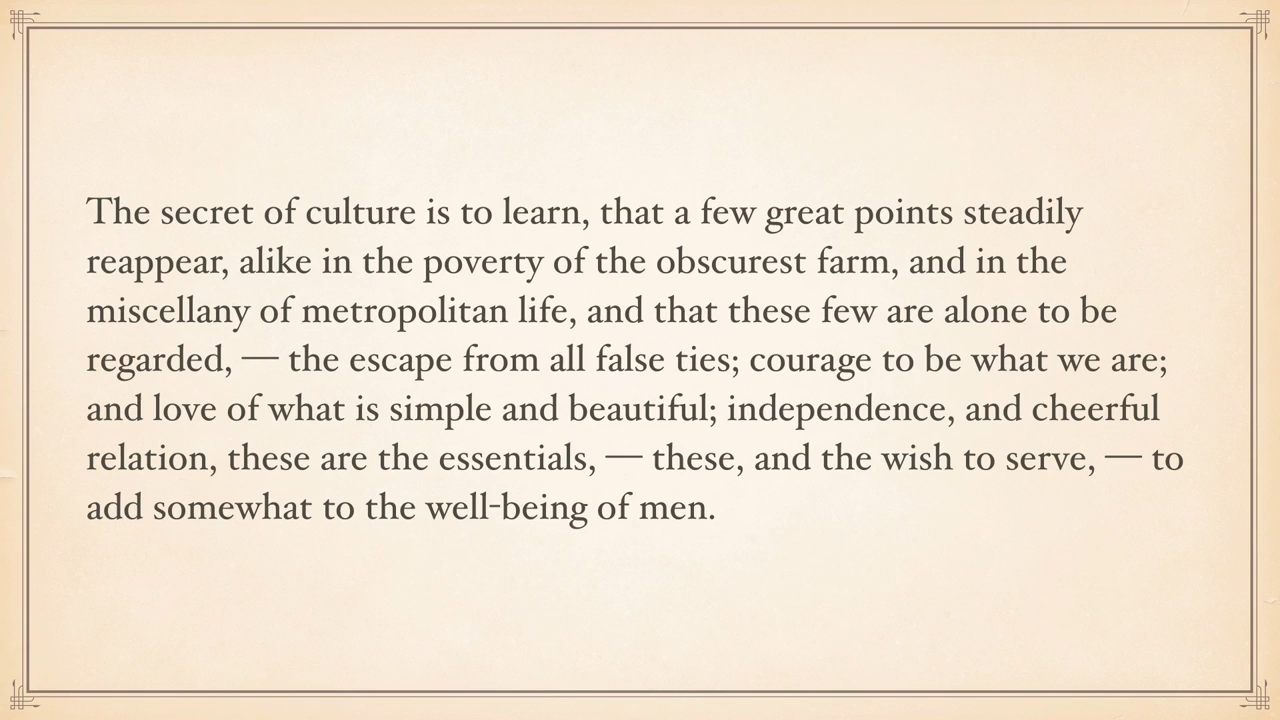 The secret of culture is to learn, that a few great points steadily
reappear, alike in the poverty of the obscurest farm, and in the
miscellany of metropolitan life, and that these few are alone to be
regarded, — the escape from all false ties; courage to be what we are;
and love of what is simple and beautiful; independence, and cheerful
relation, these are the essentials, — these, and the wish to serve, — to
add somewhat to the well-being of men.